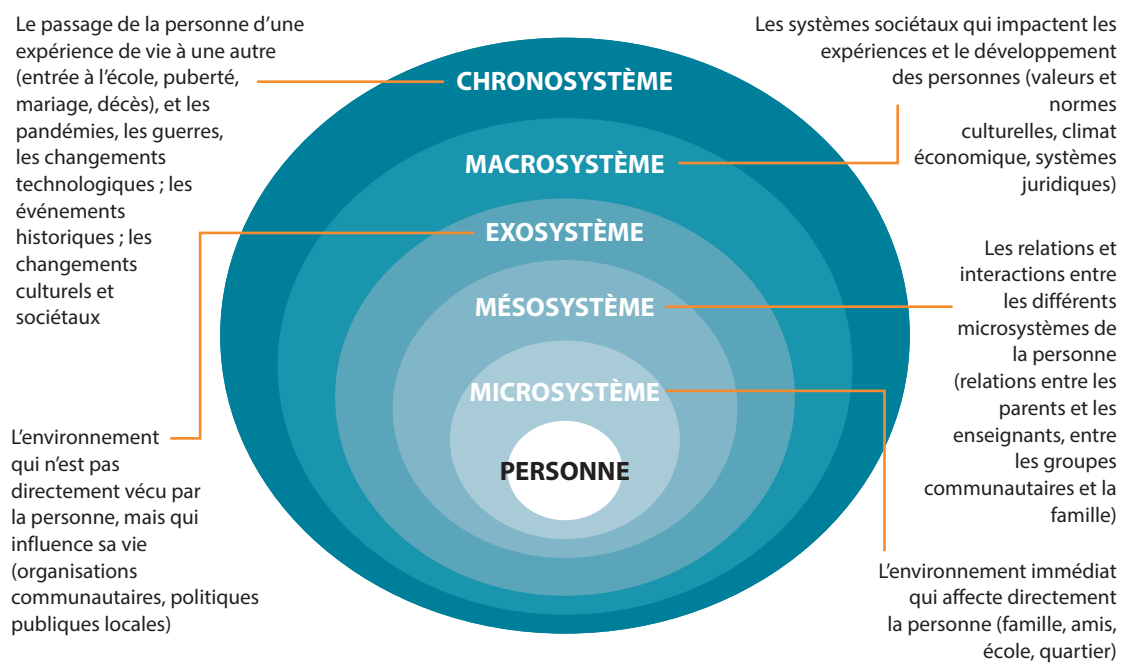 Le passage de la personne d'une
expérience de vie à une autre
(entrée à l'école, puberté,
mariage, décès), et les
pandémies, les guerres,
les changements
technologiques ; les
événements
historiques ; les
changements
culturels et
sociétaux
L'environnement
qui n'est pas
directement vécu par
la personne, mais qui
influence sa vie
(organisations
communautaires, politiques
publiques locales)
CHRONOSYSTÈME
MACROSYSTÈME
EXOSYSTÈME
MÉSOSYSTÈME
MICROSYSTÈME
PERSONNE
Les systèmes sociétaux qui impactent les
expériences et le développement
des personnes (valeurs et
normes
culturelles, climat
économique, systèmes
juridiques)
Les relations et
interactions entre
les différents
microsystèmes de
la personne
(relations entre les
parents et les
enseignants, entre
les groupes
communautaires et la
famille)
L'environnement immédiat
qui affecte directement
la personne (famille, amis,
école, quartier)